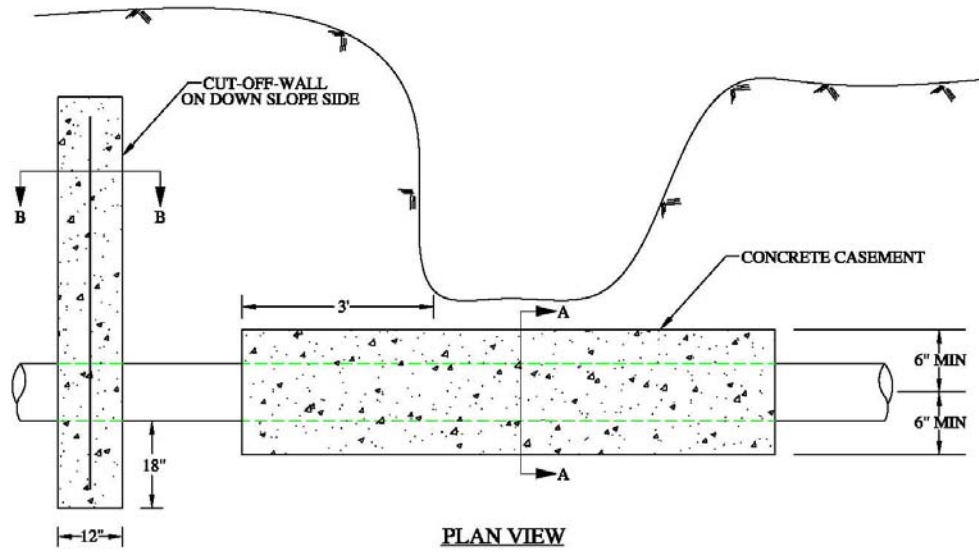 CUT-OFF-WALL
ON DOWN SLOPE SIDE
B
B
3'
A
CONCRETE CASEMENT
6" MIN
6" MIN
18"
A
12"
PLAN VIEW